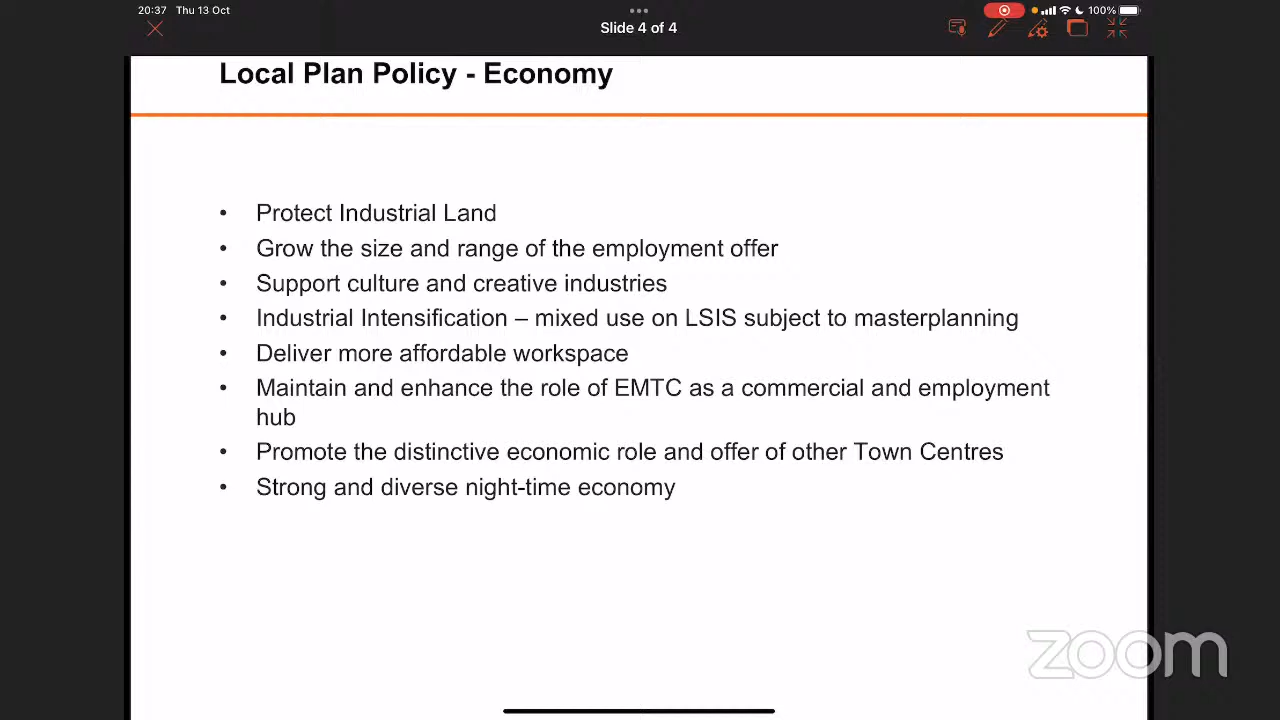 20:37 Thu 13 Oct
100%
Slide 4 of 4
Local Plan Policy - Economy
• Protect Industrial Land
• Grow the size and range of the employment offer
• Support culture and creative industries
• Industrial Intensification – mixed use on LSIS subject to masterplanning
• Deliver more affordable workspace
• Maintain and enhance the role of EMTC as a commercial and employment
hub
• Promote the distinctive economic role and offer of other Town Centres
• Strong and diverse night-time economy
zoom